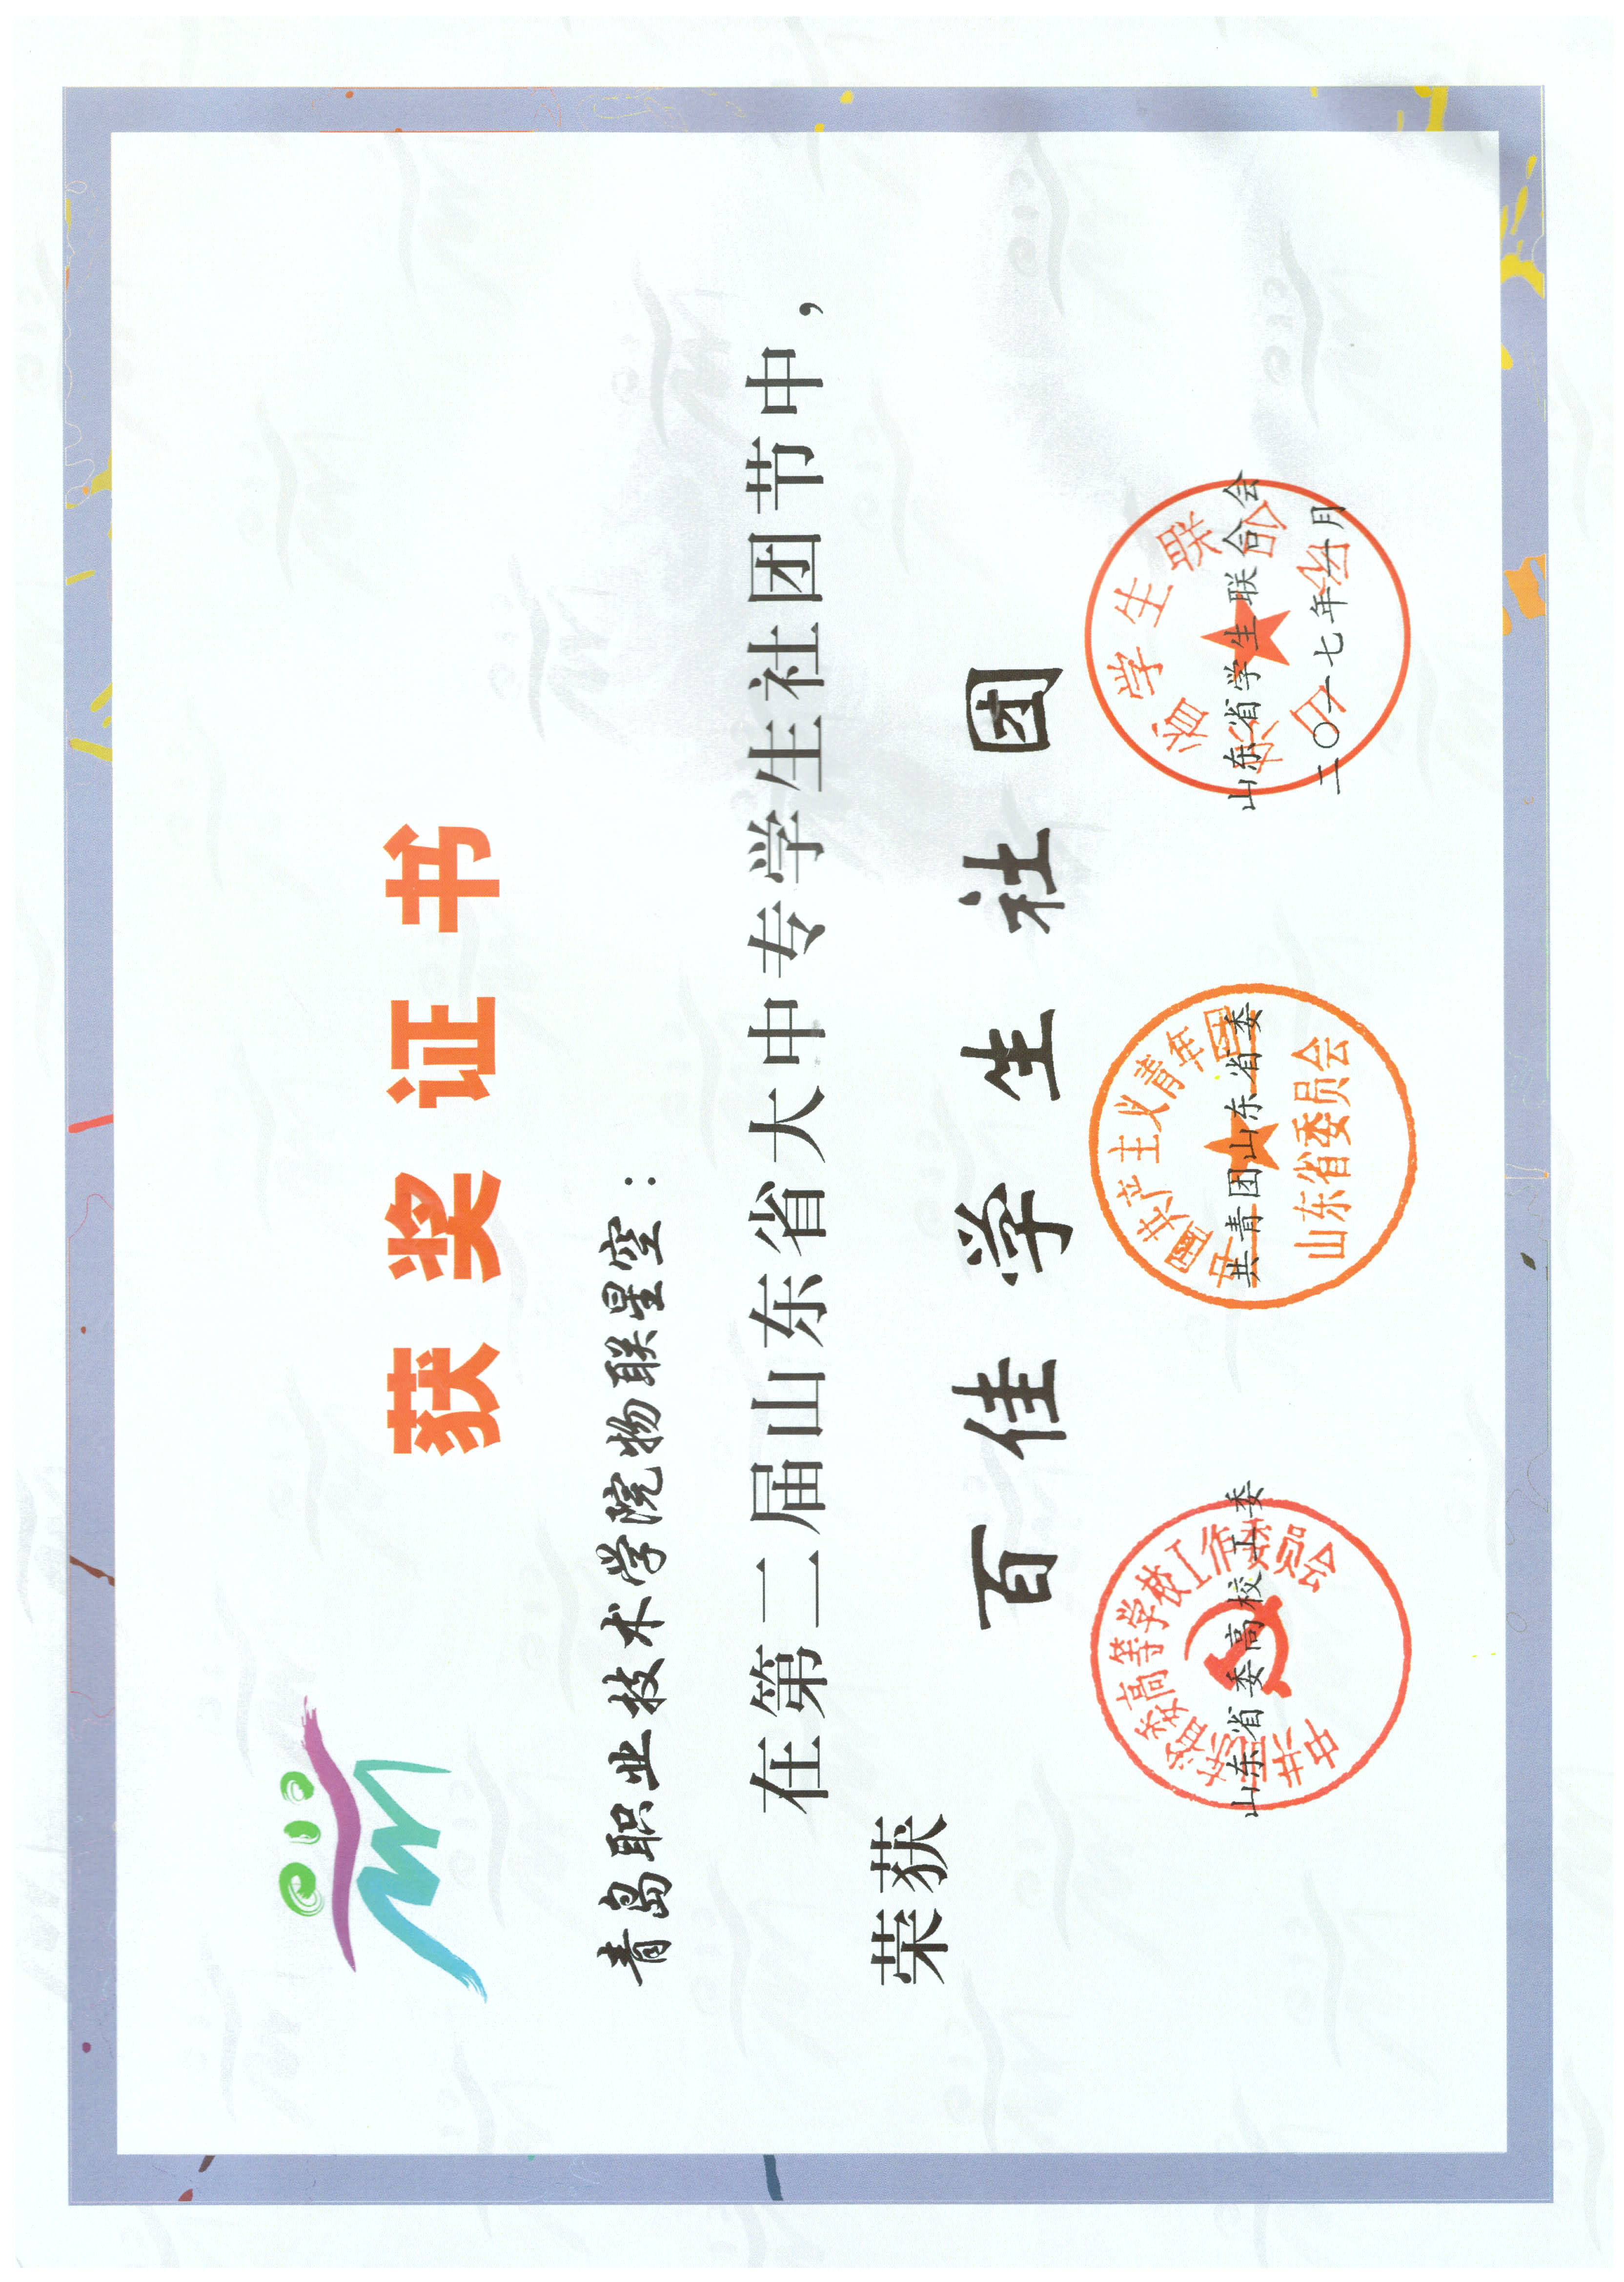 获奖证书
青岛职业技术学院物联星空：
在第二届山东省大中专学生社团节中，
荣获
百佳学生社团
中共山东省委高等学校工作委员会
山东省委高校工委
中国共产主义青年团
共青团山东省委
山东省委员会
山东省学生联合会
山东省学生联合会
二〇一七年一月